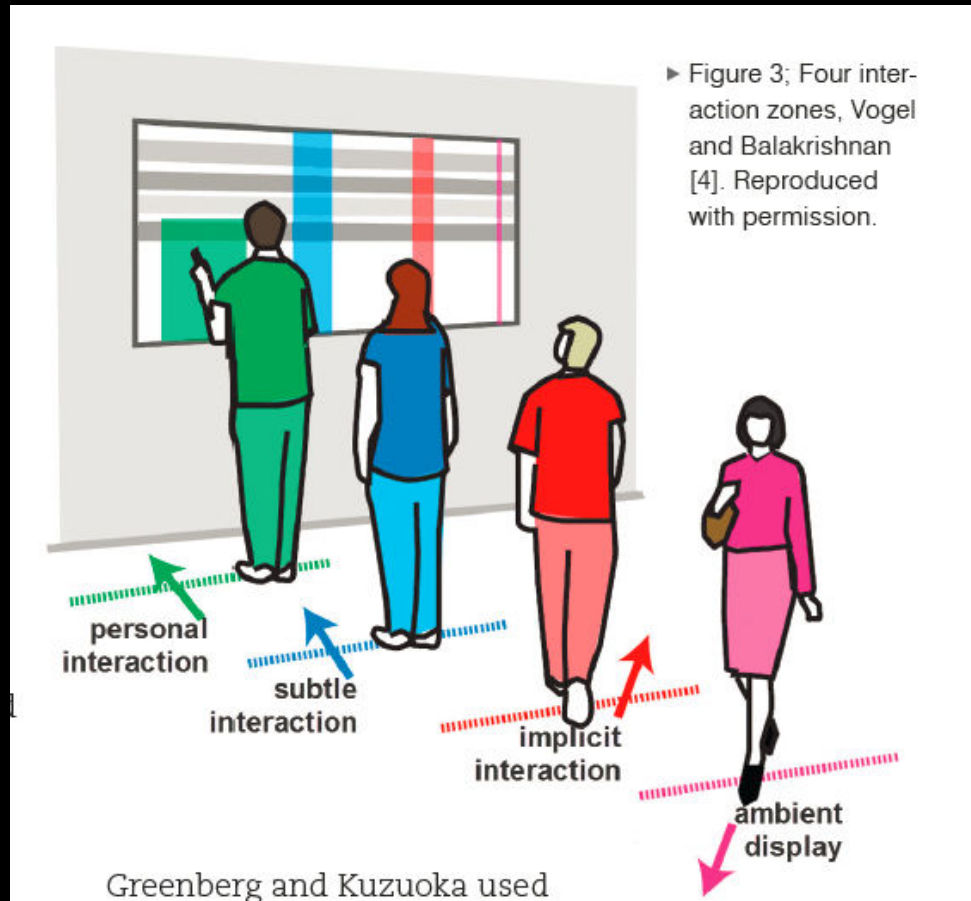 ▶ Figure 3; Four inter-
action zones, Vogel
and Balakrishnan
[4]. Reproduced
with permission.
personal
interaction
subtle
interaction
implicit
interaction
ambient
display
Greenberg and Kuzuoka used